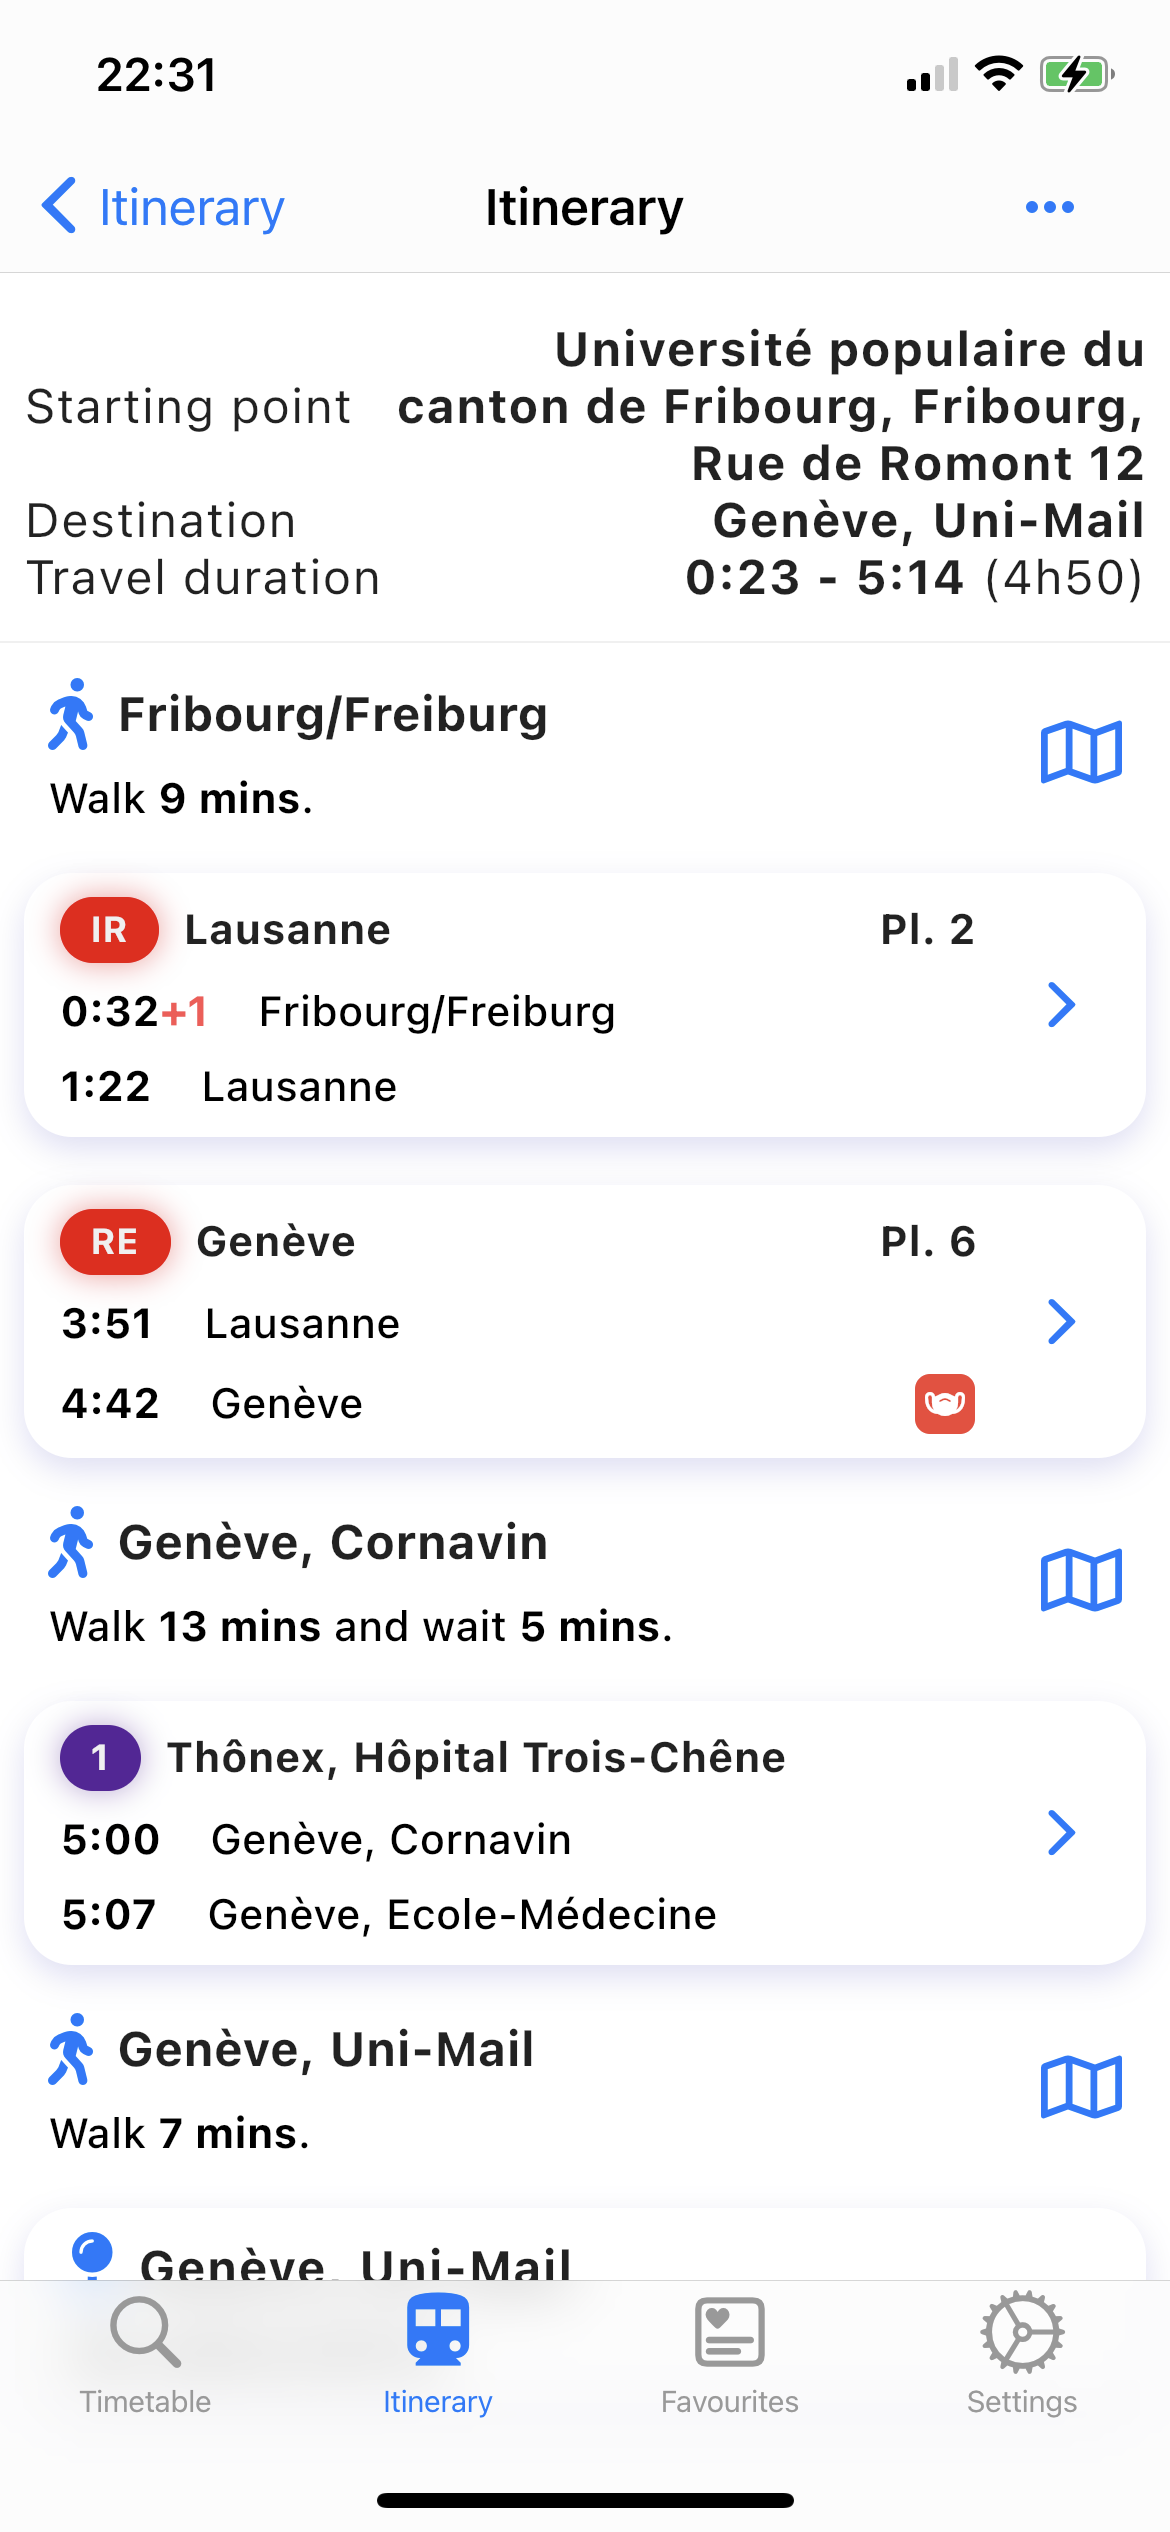 22:31
Itinerary
Itinerary
Starting point
Université populaire du
canton de Fribourg, Fribourg,
Rue de Romont 12
Destination
Genève, Uni-Mail
Travel duration
0:23 - 5:14 (4h50)
Fribourg/Freiburg
Walk 9 mins.
IR Lausanne Pl. 2
0:32+1 Fribourg/Freiburg
1:22 Lausanne
RE Genève Pl. 6
3:51 Lausanne
4:42 Genève
Genève, Cornavin
Walk 13 mins and wait 5 mins.
1 Thônex, Hôpital Trois-Chêne
5:00 Genève, Cornavin
5:07 Genève, Ecole-Médecine
Genève, Uni-Mail
Walk 7 mins.
Genève, Uni-Mail
Timetable
Itinerary
Favourites
Settings